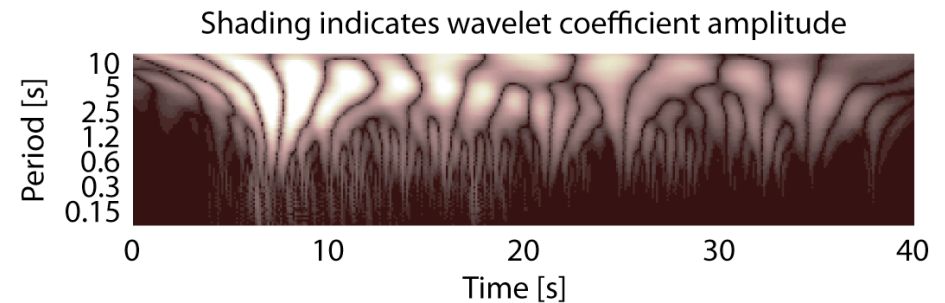 Shading indicates wavelet coefficient amplitude
Period [s]
10
5
2.5
1.2
0.6
0.3
0.15
0 10 20 30 40
Time [s]